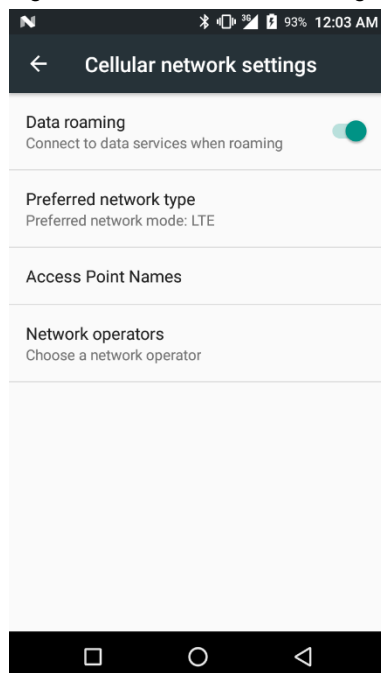 3G 93% 12:03 AM
Cellular network settings
Data roaming
Connect to data services when roaming
Preferred network type
Preferred network mode: LTE
Access Point Names
Network operators
Choose a network operator